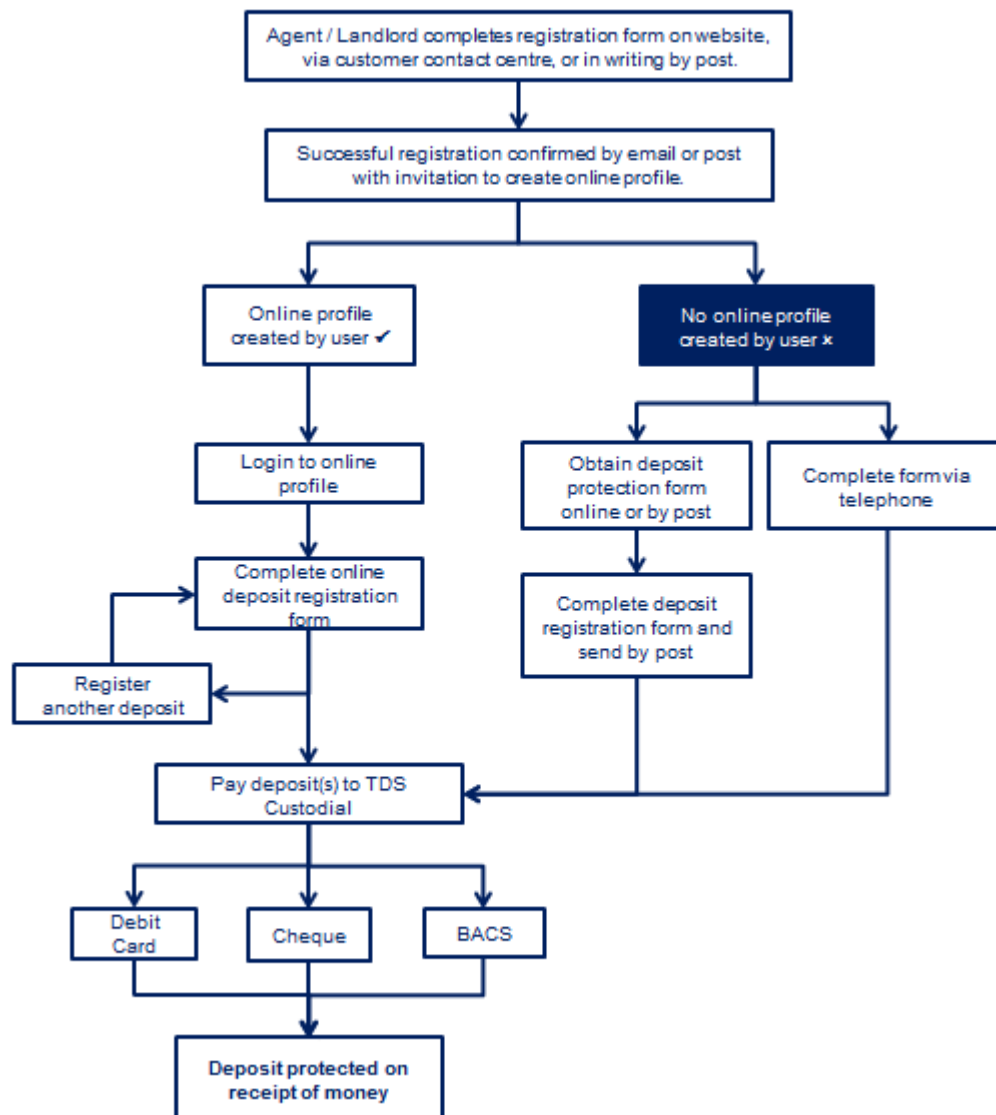 Agent / Landlord completes registration form on website,
via customer contact centre, or in writing by post.
Successful registration confirmed by email or post
with invitation to create online profile.
Online profile
created by user ✔
No online profile
created by user ×
Login to online
profile
Obtain deposit
protection form
online or by post
Complete form via
telephone
Complete online
deposit registration
form
Complete deposit
registration form and
send by post
Register
another deposit
Pay deposit(s) to TDS
Custodial
Debit
Card
Cheque
BACS
Deposit protected on
receipt of money